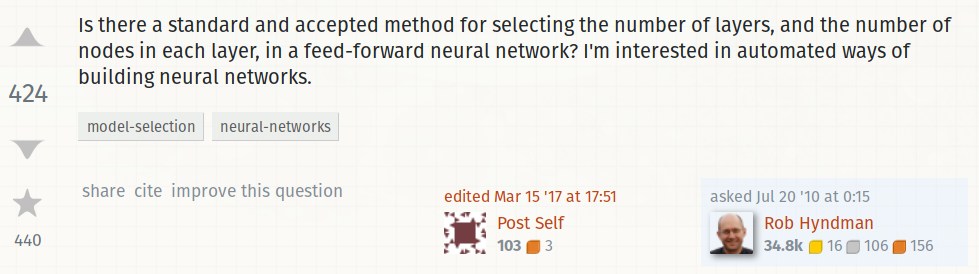 Is there a standard and accepted method for selecting the number of layers, and the number of
nodes in each layer, in a feed-forward neural network? I'm interested in automated ways of
building neural networks.
424
model-selection neural-networks
share cite improve this question
440
edited Mar 15 '17 at 17:51
Post Self
103 3
asked Jul 20 '10 at 0:15
Rob Hyndman
34.8k 16 106 156